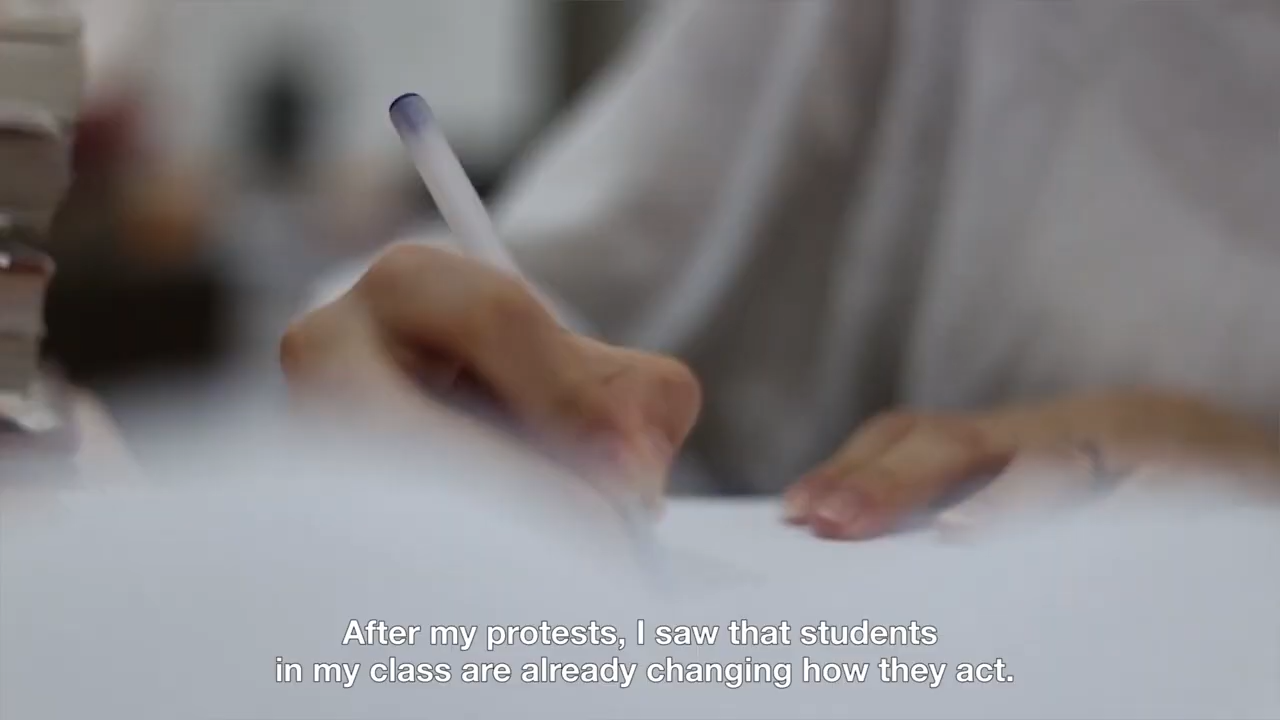 After my protests, I saw that students
in my class are already changing how they act.